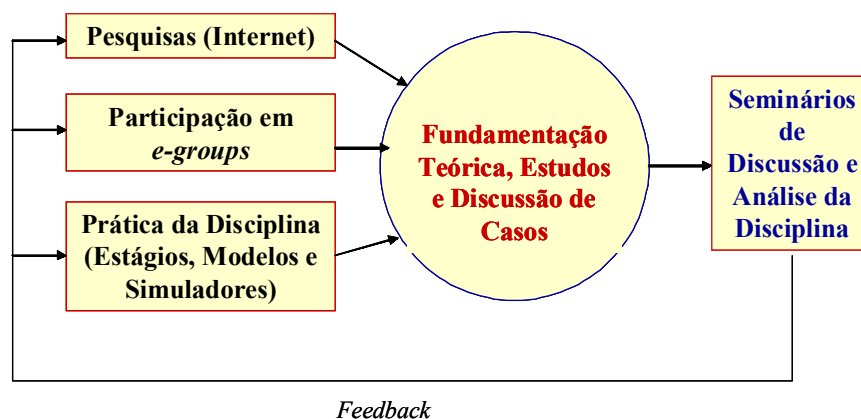 Pesquisas (Internet)
Participação em
e-groups
Prática da Disciplina
(Estágios, Modelos e
Simuladores)
Fundamentação
Teórica, Estudos
e Discussão de
Casos
Seminários
de
Discussão e
Análise da
Disciplina
Feedback